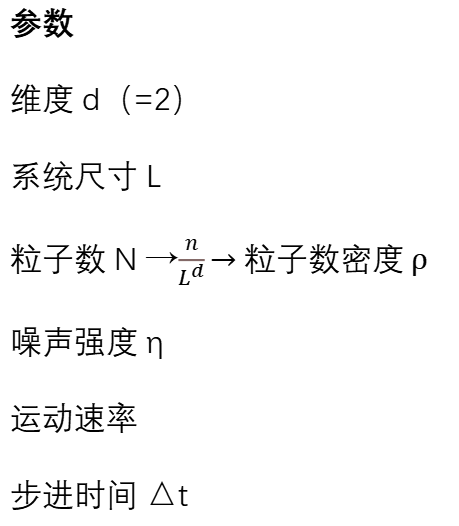 参数
维度 d（=2）
系统尺寸 L
粒子数 N →n/L^d→ 粒子数密度 ρ
噪声强度 η
运动速率
步进时间 △t